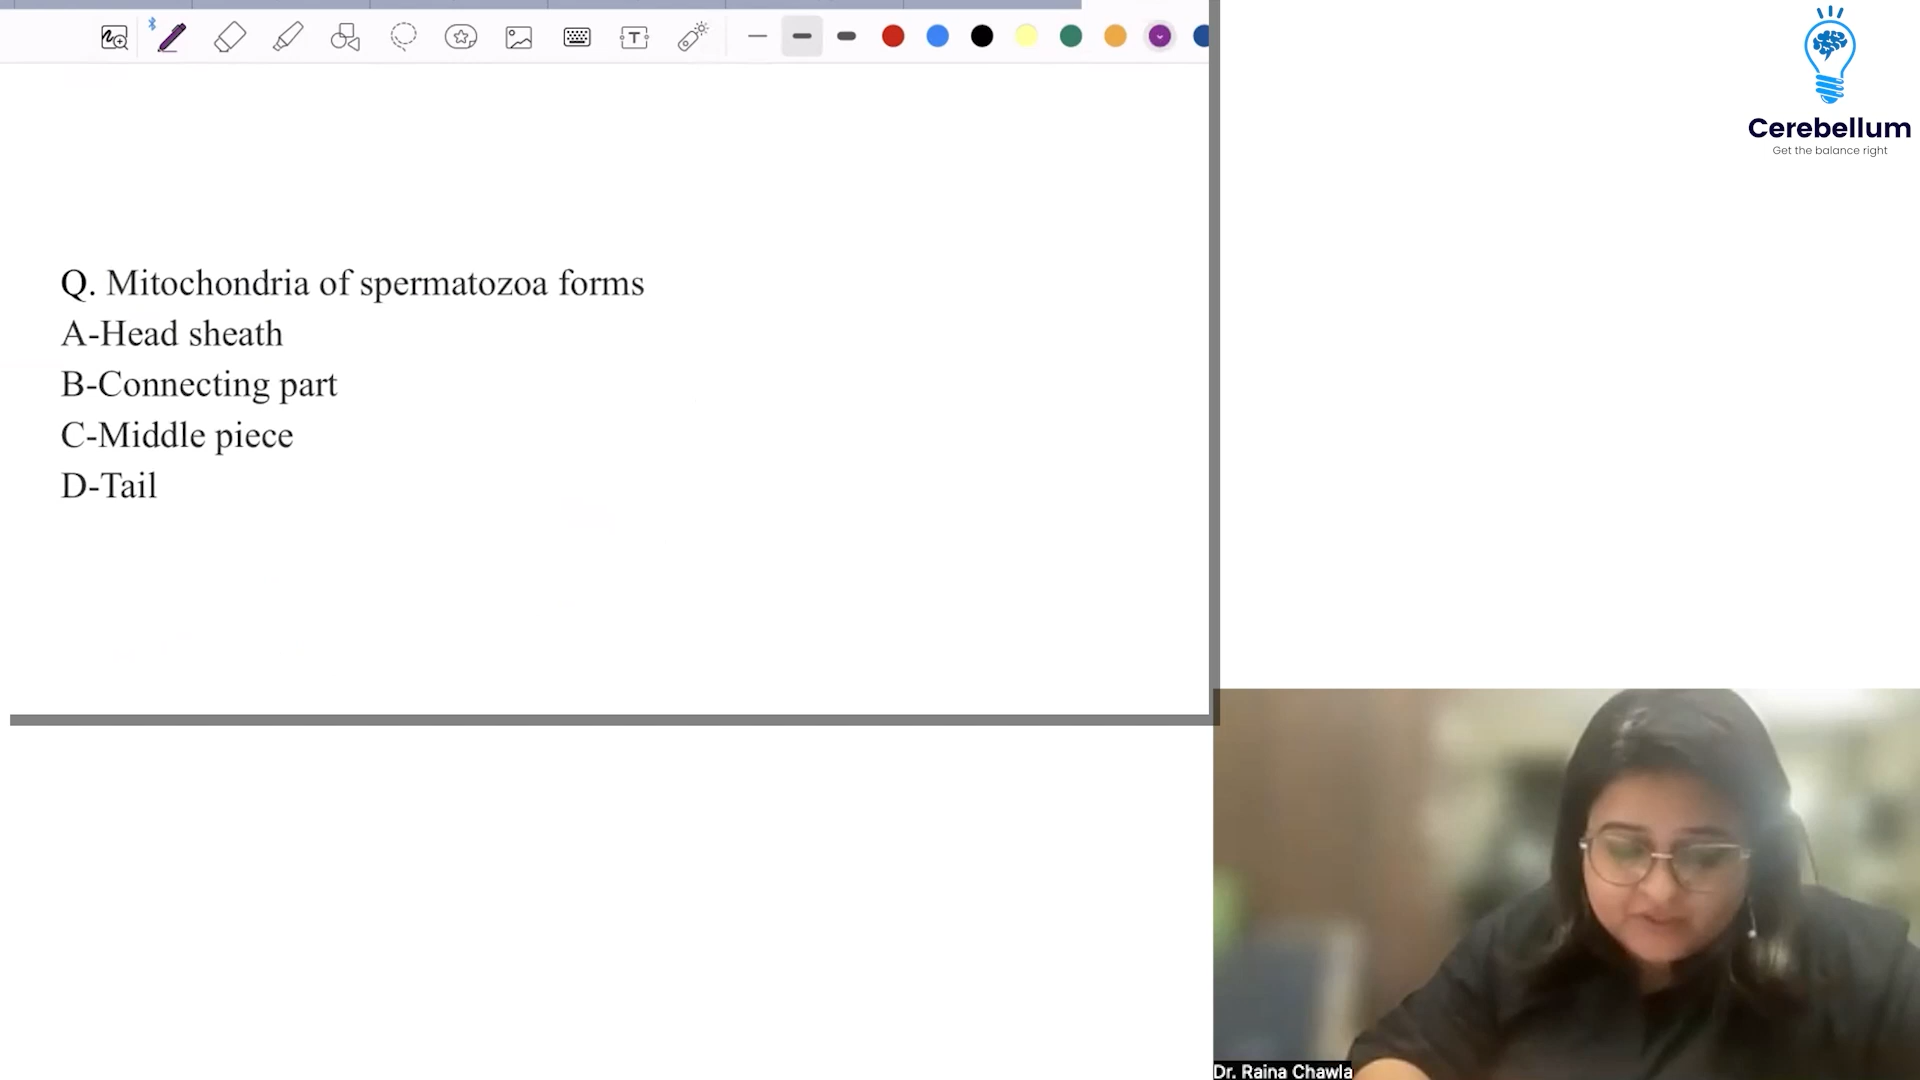 Cerebellum
Get the balance right
Q. Mitochondria of spermatozoa forms
A-Head sheath
B-Connecting part
C-Middle piece
D-Tail
Dr. Raina Chawla